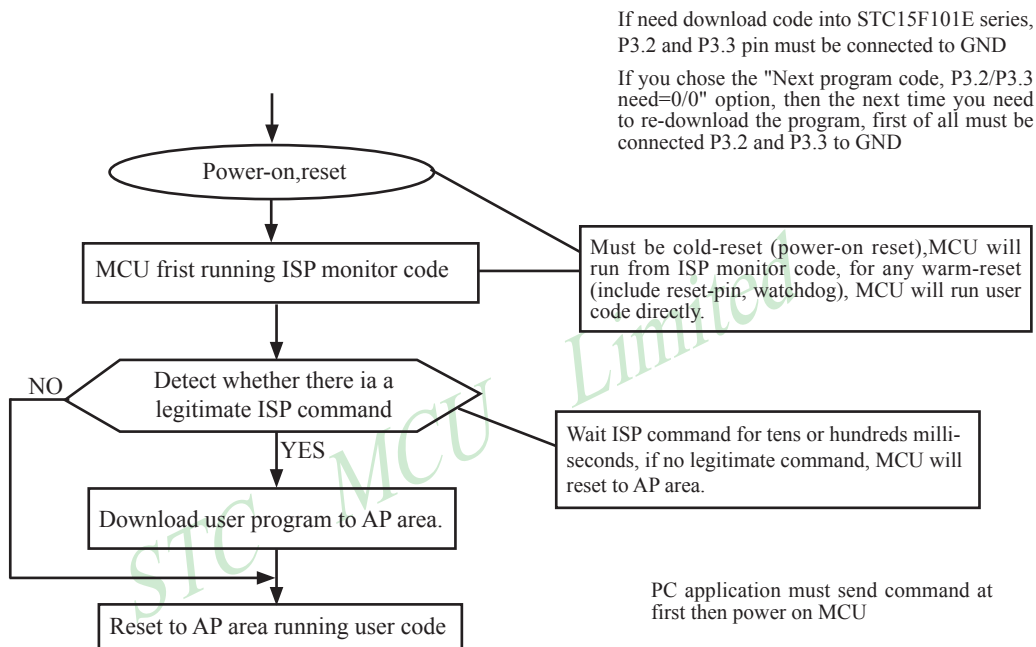 If need download code into STC15F101E series,
P3.2 and P3.3 pin must be connected to GND
If you chose the "Next program code, P3.2/P3.3
need=0/0" option, then the next time you need
to re-download the program, first of all must be
connected P3.2 and P3.3 to GND
Power-on,reset
MCU frist running ISP monitor code
Must be cold-reset (power-on reset),MCU will
run from ISP monitor code, for any warm-reset
(include reset-pin, watchdog), MCU will run user
code directly.
NO
Detect whether there ia a
legitimate ISP command
YES
Wait ISP command for tens or hundreds milli-
seconds, if no legitimate command, MCU will
reset to AP area.
Download user program to AP area.
Reset to AP area running user code
PC application must send command at
first then power on MCU
STC MCU Limited